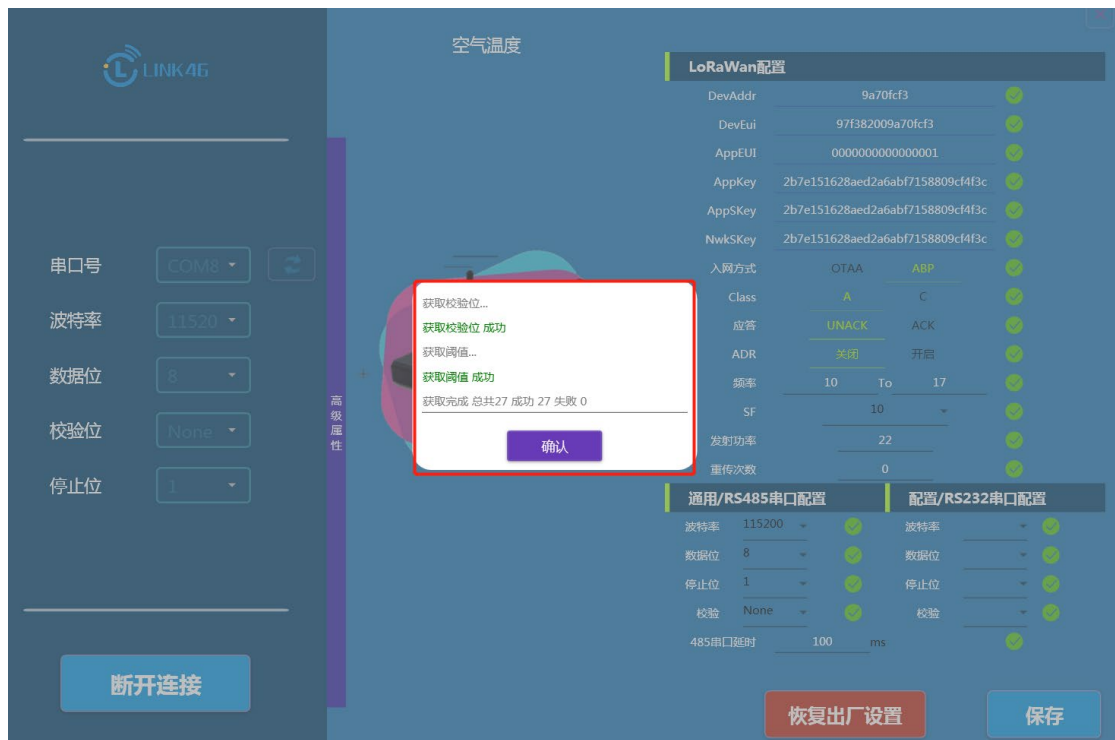 LINK4G
串口号 COM8
波特率 11520
数据位 8
校验位 None
停止位 1
断开连接
高级属性
空气温度
获取校验位...
获取校验位 成功
获取阈值...
获取阈值 成功
获取完成 总共27 成功 27 失败 0
确认
LoRaWan配置
DevAddr 9a70fcf3
DevEui 97f382009a70fcf3
AppEUI 0000000000000001
AppKey 2b7e151628aed2a6abf7158809cf4f3c
AppSKey 2b7e151628aed2a6abf7158809cf4f3c
NwkSKey 2b7e151628aed2a6abf7158809cf4f3c
入网方式 OTAA ABP
Class A C
应答 UNACK ACK
ADR 关闭 开启
频率 10 To 17
SF 10
发射功率 22
重传次数 0
通用/RS485串口配置 配置/RS232串口配置
波特率 115200 波特率
数据位 8 数据位
停止位 1 停止位
校验 None 校验
485串口延时 100 ms
恢复出厂设置 保存